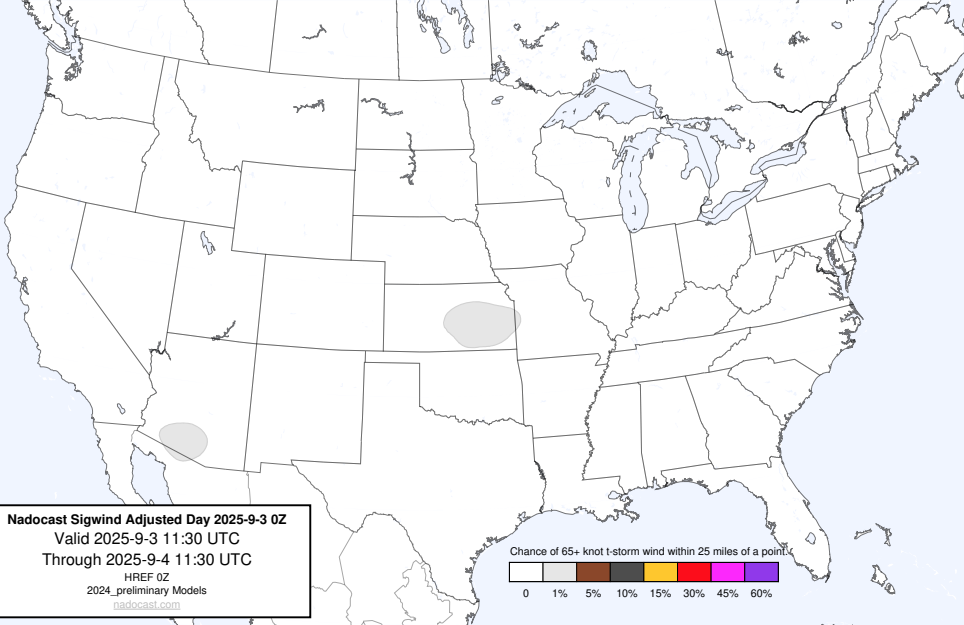 Nadocast Sigwind Adjusted Day 2025-9-3 0Z
Valid 2025-9-3 11:30 UTC
Through 2025-9-4 11:30 UTC
HREF 0Z
2024_preliminary Models
nadocast.com
Chance of 65+ knot t-storm wind within 25 miles of a point.
0 1% 5% 10% 15% 30% 45% 60%